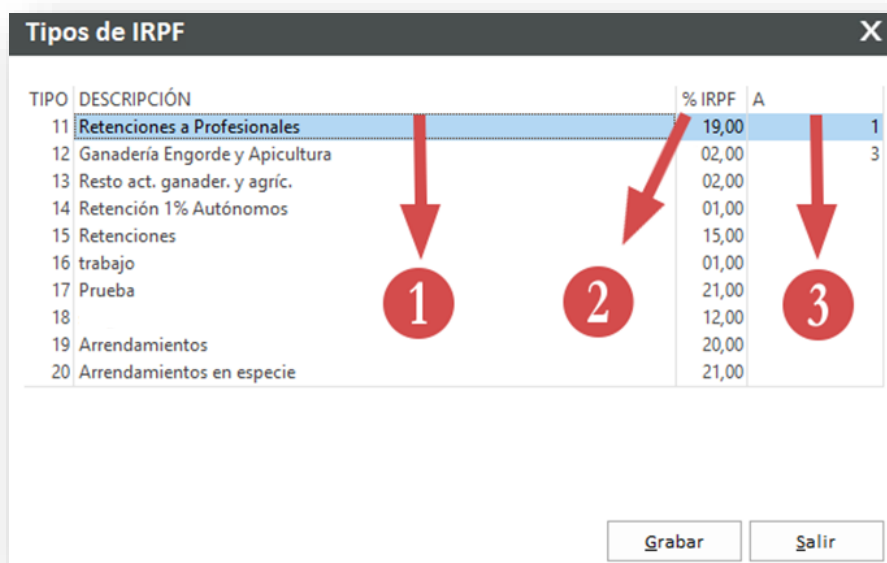 Tipos de IRPF X
TIPO DESCRIPCIÓN % IRPF A
11 Retenciones a Profesionales 19,00 1
12 Ganadería Engorde y Apicultura 02,00 3
13 Resto act. ganader. y agríc. 02,00
14 Retención 1% Autónomos 01,00
15 Retenciones 15,00
16 trabajo 01,00
17 Prueba 21,00
18 12,00
19 Arrendamientos 20,00
20 Arrendamientos en especie 21,00
1 2 3
Grabar Salir